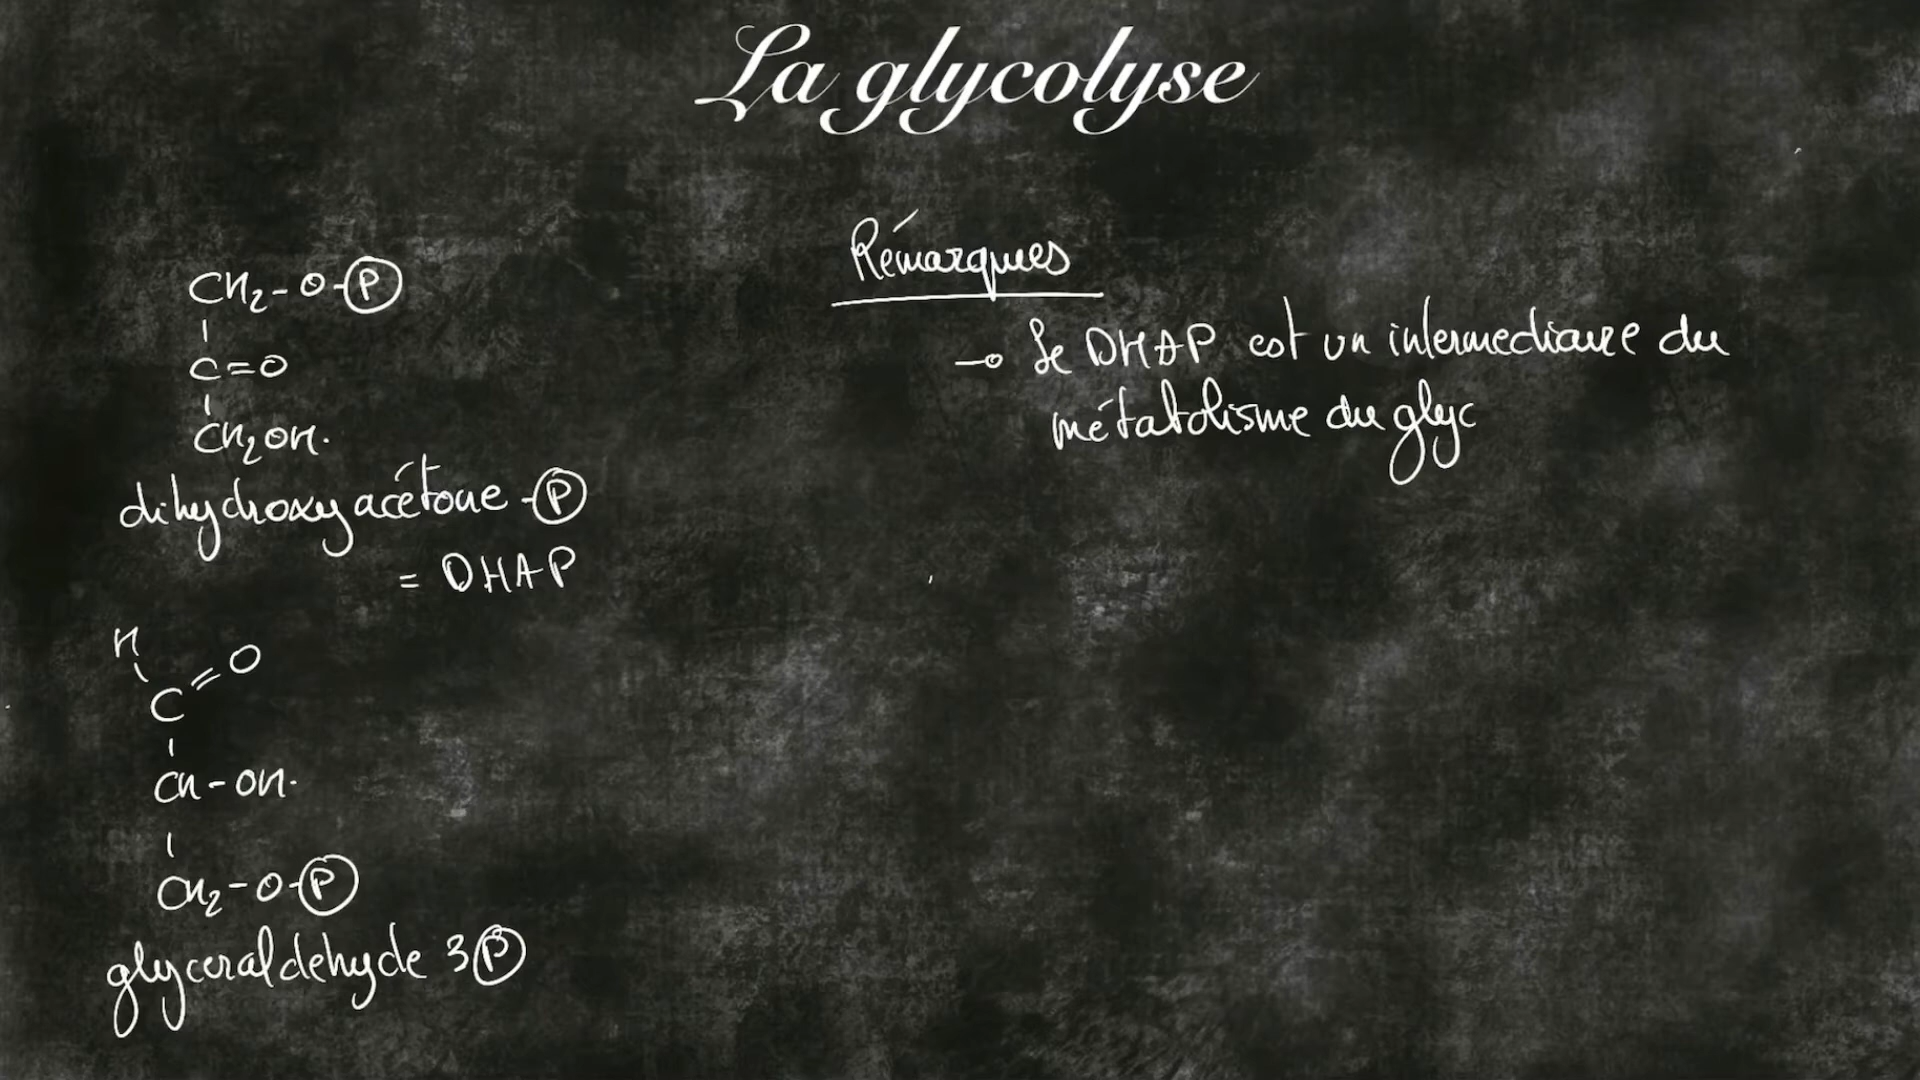 La glycolyse
CH2-O-P
C=O
CH2OH.
dihydroxyacétone-P
= DHAP
H
C=O
CH-OH.
CH2-O-P
glyceraldehyde 3P
Rémarques
→ Le DHAP est un intermediaire du
métabolisme du glyc